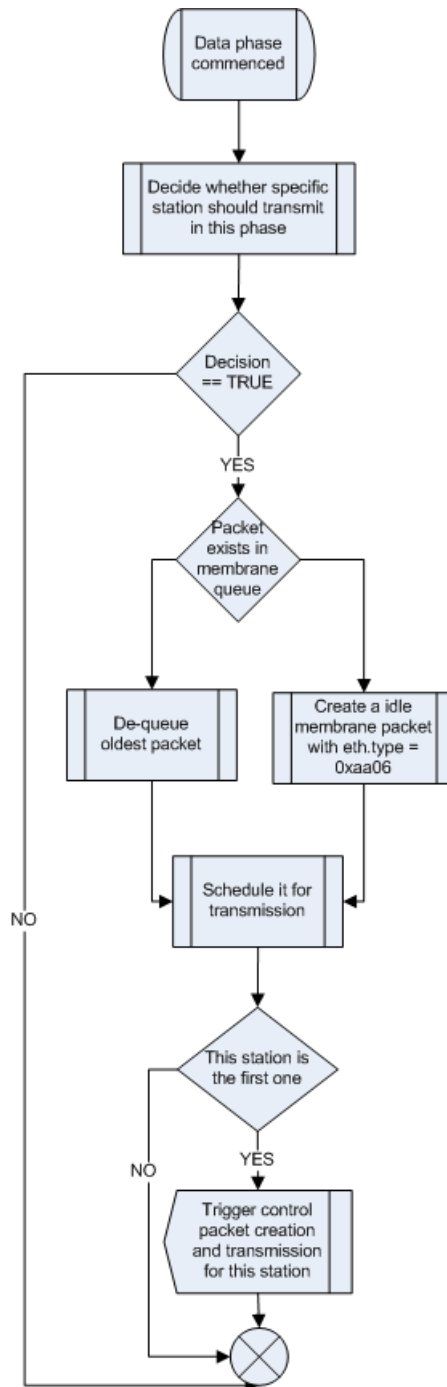 Data phase
commenced
Decide whether specific
station should transmit
in this phase
Decision
== TRUE
YES
Packet
exists in
membrane
queue
De-queue
oldest packet
Create a idle
membrane packet
with eth.type =
0xaa06
Schedule it for
transmission
NO
This station is
the first one
YES
NO
Trigger control
packet creation
and transmission
for this station